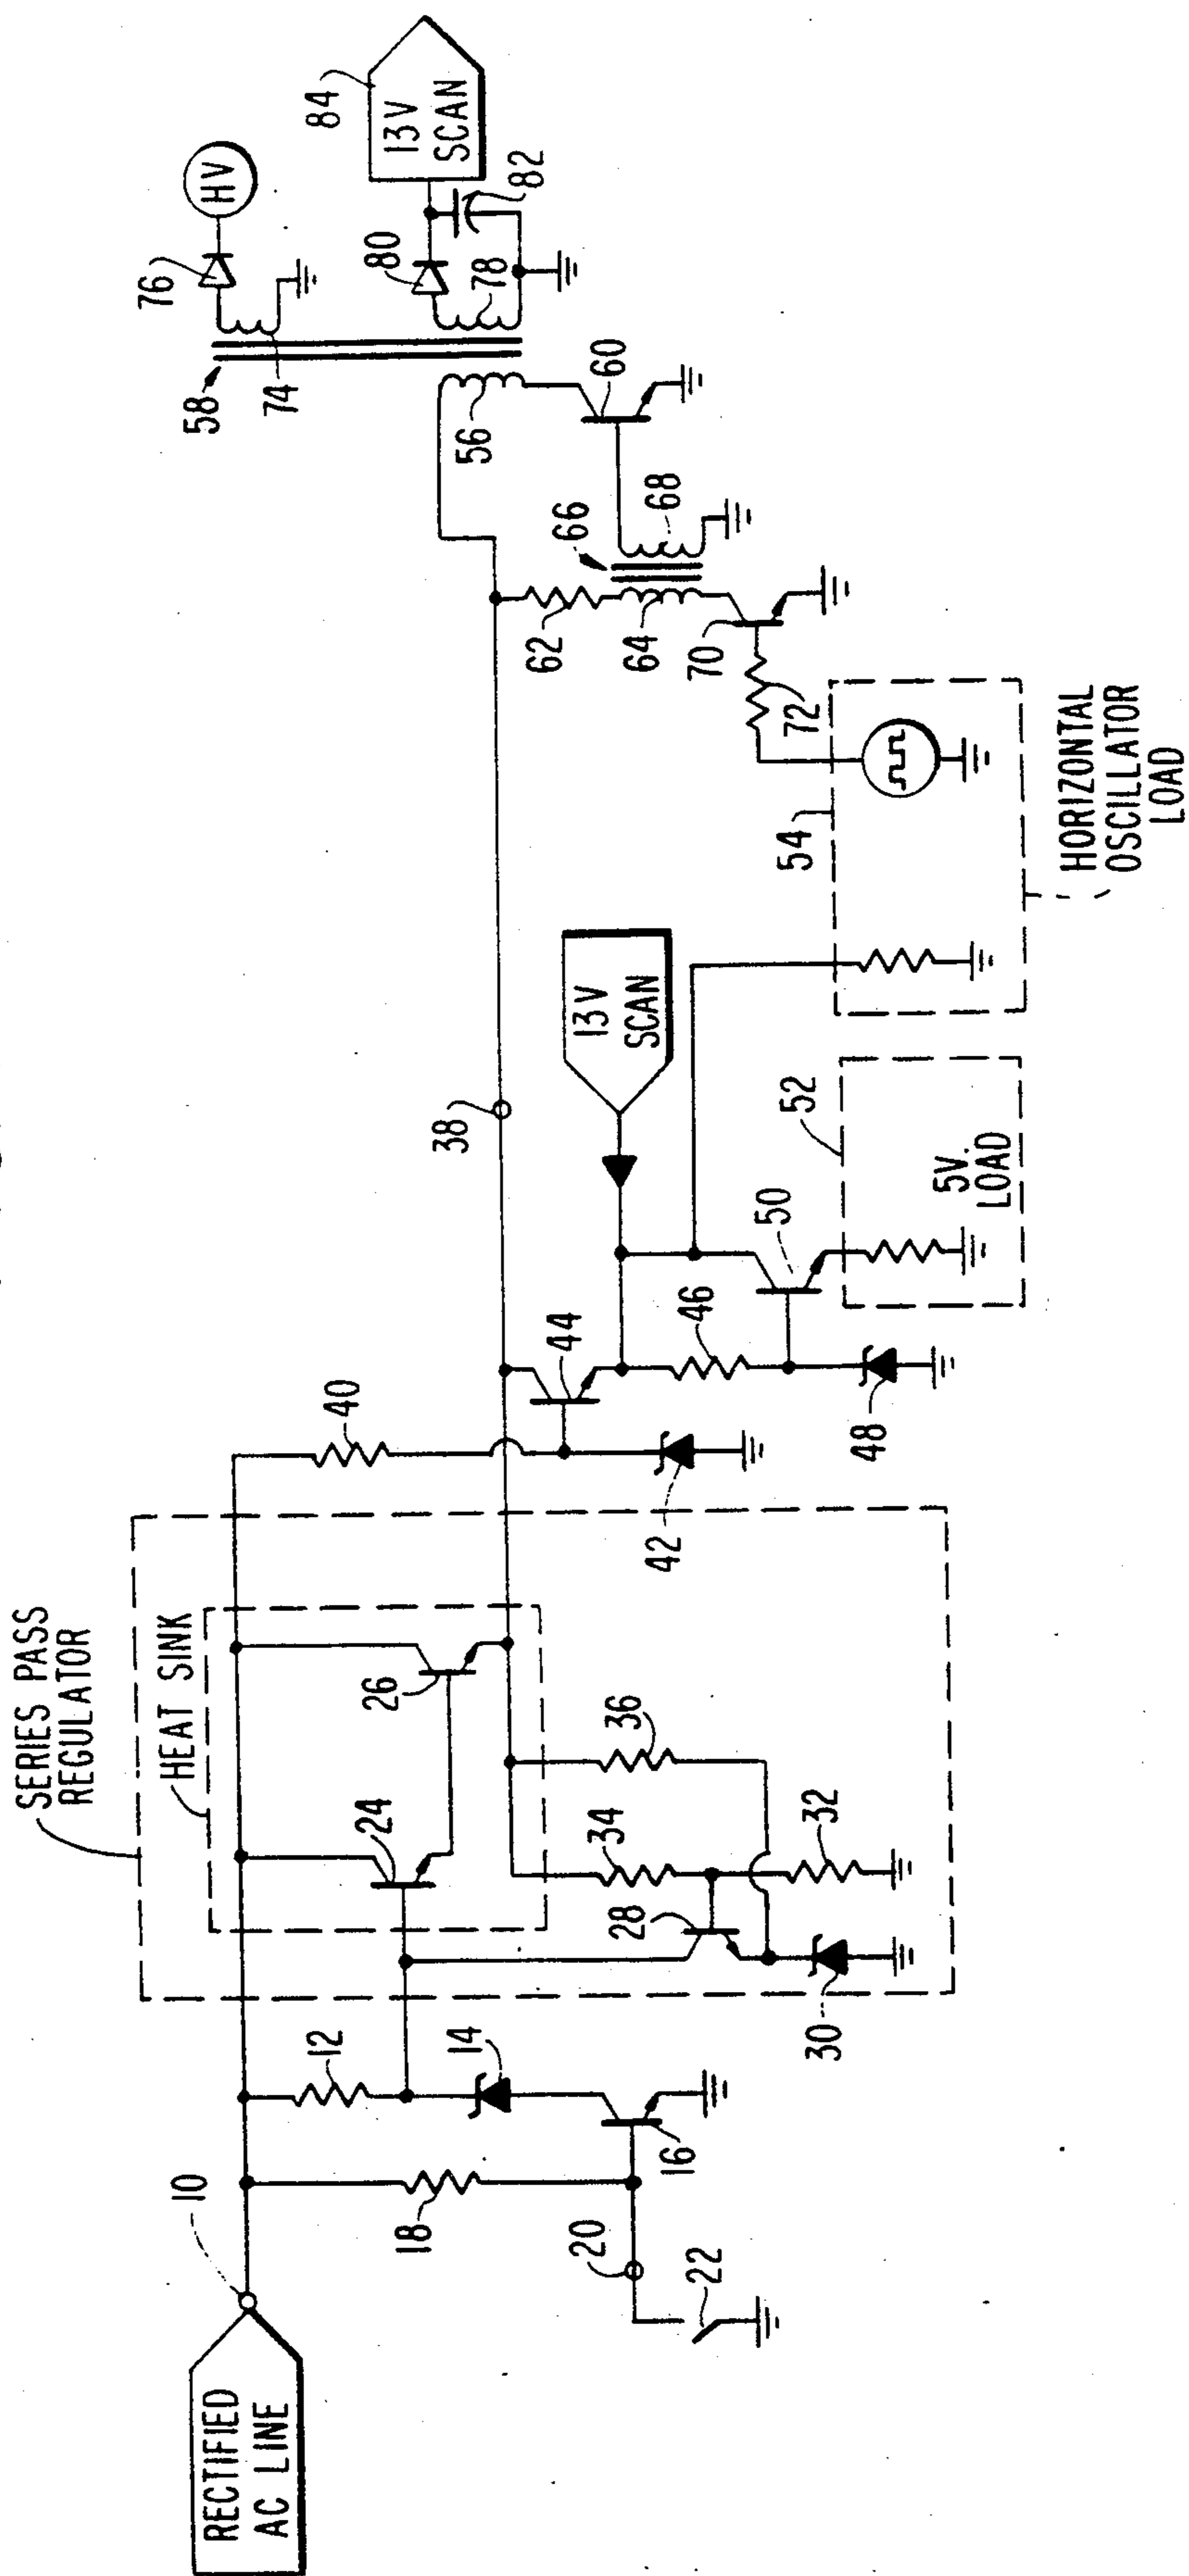 SERIES PASS
REGULATOR
HEAT SINK
RECTIFIED
AC LINE
10
12
14
16
18
20
22
24
26
28
30
32
34
36
38
40
42
44
46
48
50
52
5V.
LOAD
13V
SCAN
54
HORIZONTAL
OSCILLATOR
LOAD
56
58
60
62
64
66
68
70
72
74
76
HV
78
80
82
84
13V
SCAN